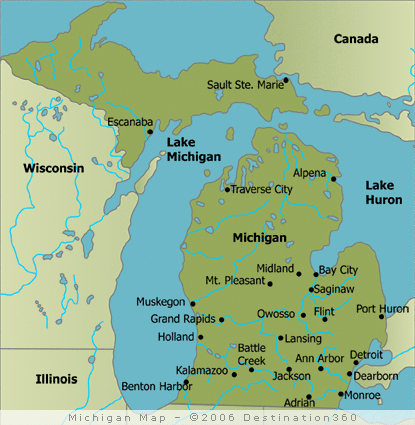 Canada
Sault Ste. Marie
Escanaba
Lake
Michigan
Wisconsin
Alpena
Lake
Huron
Traverse City
Michigan
Midland
Bay City
Mt. Pleasant
Saginaw
Muskegon
Owosso
Flint
Port Huron
Grand Rapids
Holland
Lansing
Battle
Creek
Ann Arbor
Detroit
Kalamazoo
Illinois
Jackson
Dearborn
Benton Harbor
Adrian
Monroe
Michigan Map - ©2006 Destination360